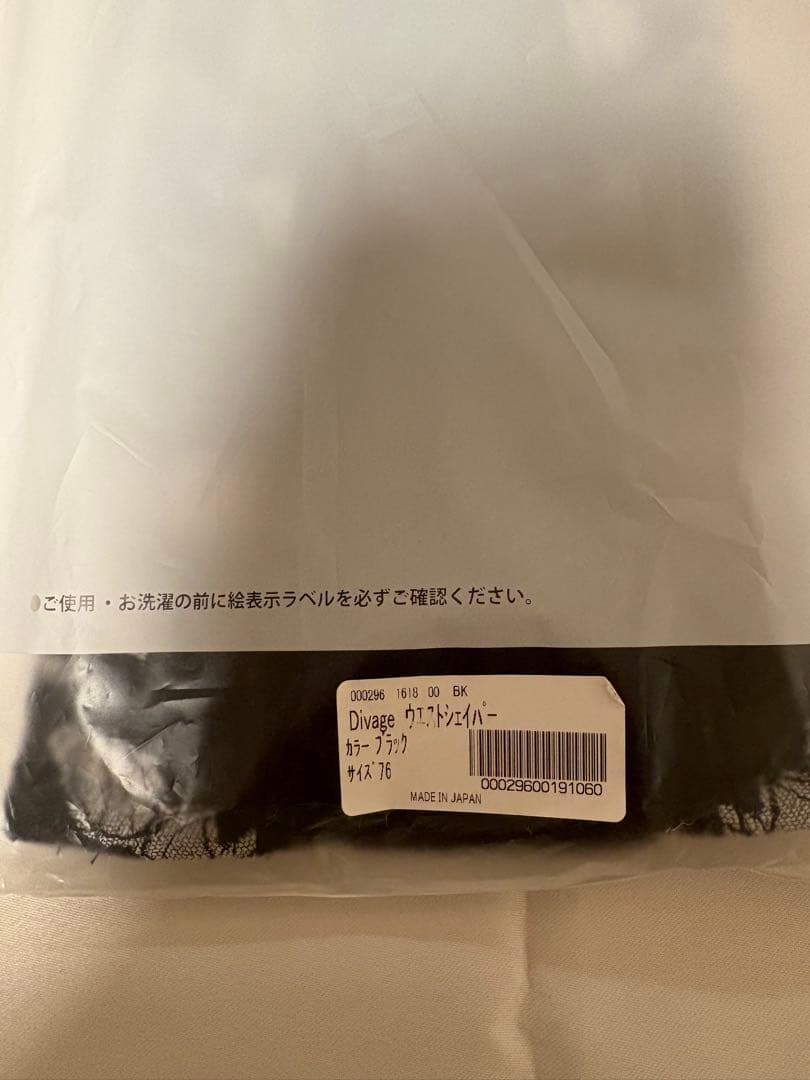 ●ご使用・お洗濯の前に絵表示ラベルを必ずご確認ください。
000296 1618 00 BK
Divage ウエストシェイパー
カラー ブラック
サイズ 76
00029600191060
MADE IN JAPAN